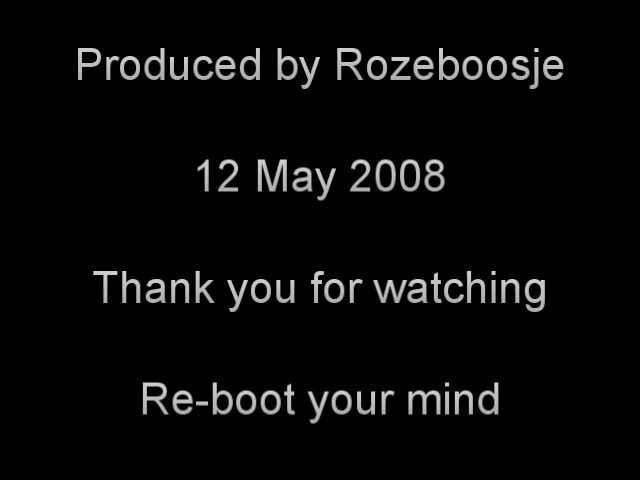 Produced by Rozeboosje
12 May 2008
Thank you for watching
Re-boot your mind